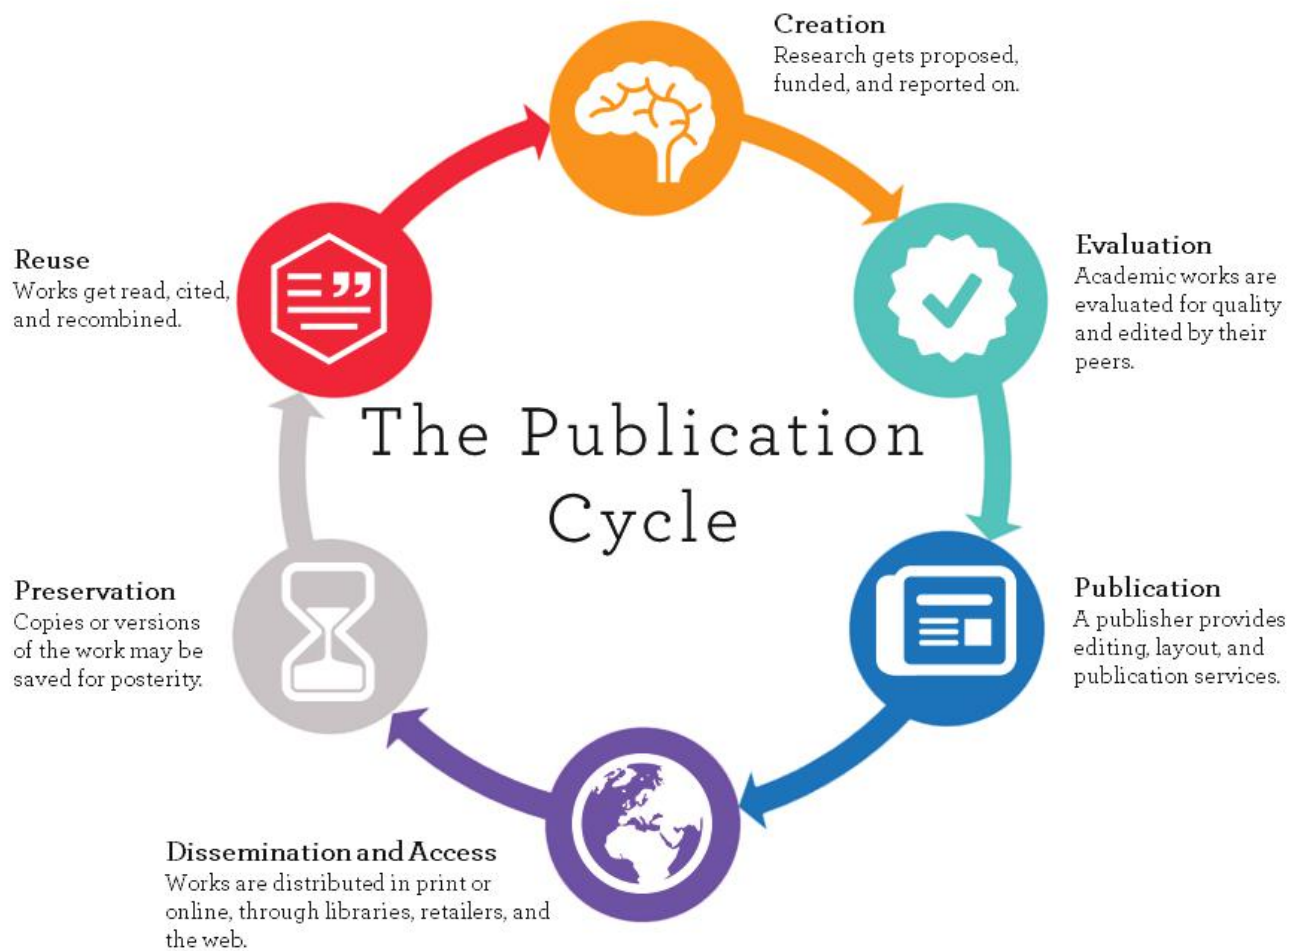 Creation
Research gets proposed,
funded, and reported on.
Evaluation
Academic works are
evaluated for quality
and edited by their
peers.
Publication
A publisher provides
editing, layout, and
publication services.
Dissemination and Access
Works are distributed in print or
online, through libraries, retailers, and
the web.
Preservation
Copies or versions
of the work may be
saved for posterity.
Reuse
Works get read, cited,
and recombined.
The Publication
Cycle